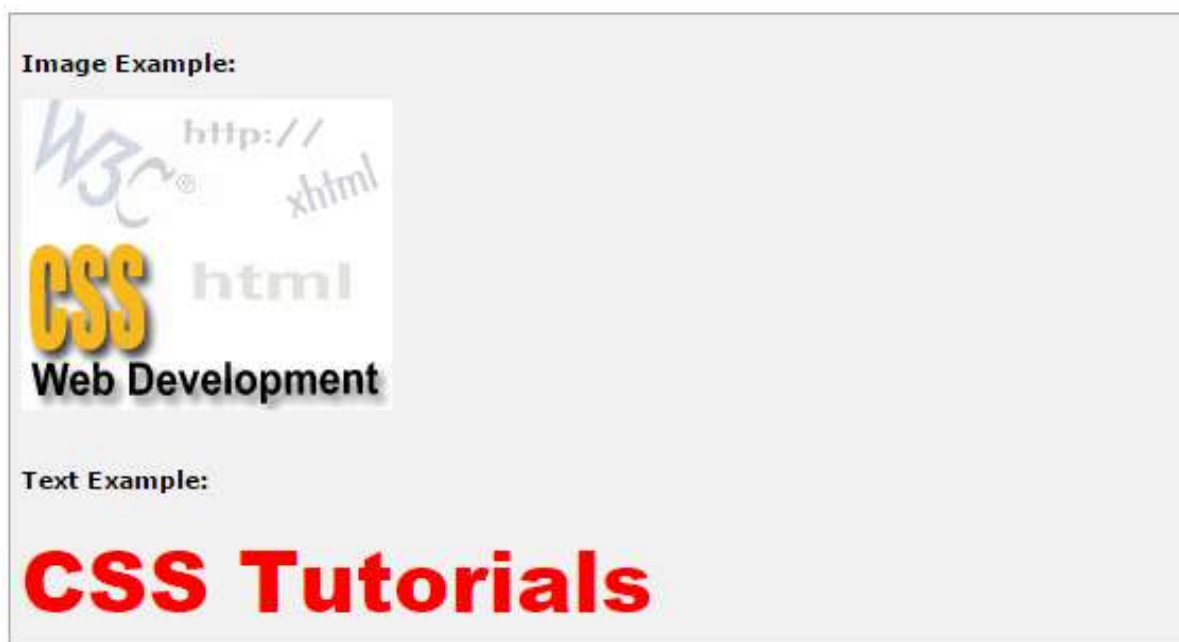 Image Example:
W3C®
http://
xhtml
CSS
html
Web Development
Text Example:
CSS Tutorials